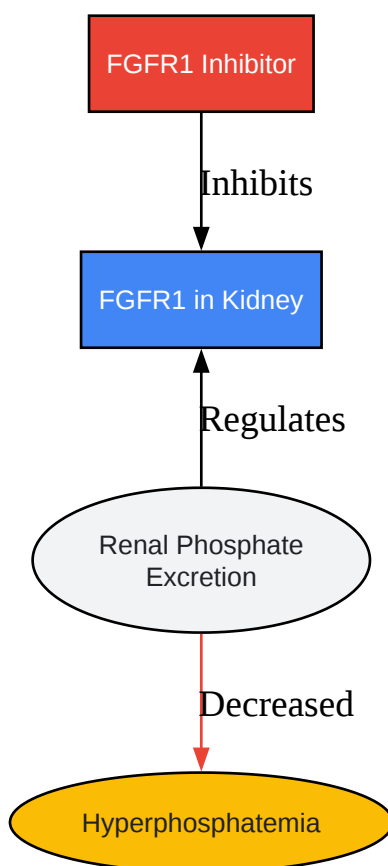 FGFR1 Inhibitor
Inhibits
FGFR1 in Kidney
Regulates
Renal Phosphate
Excretion
Decreased
Hyperphosphatemia